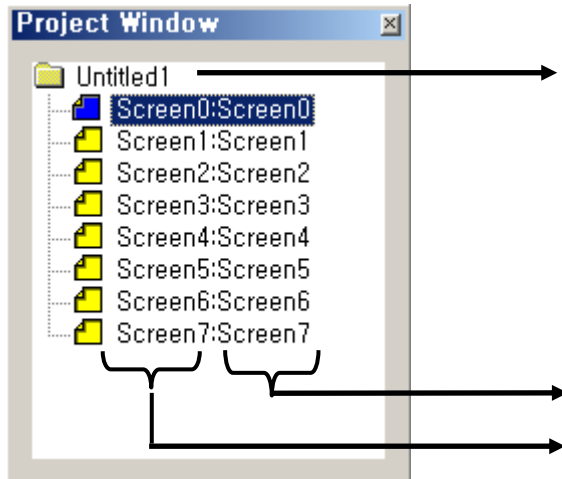 Project Window
Untitled1
Screen0:Screen0
Screen1:Screen1
Screen2:Screen2
Screen3:Screen3
Screen4:Screen4
Screen5:Screen5
Screen6:Screen6
Screen7:Screen7